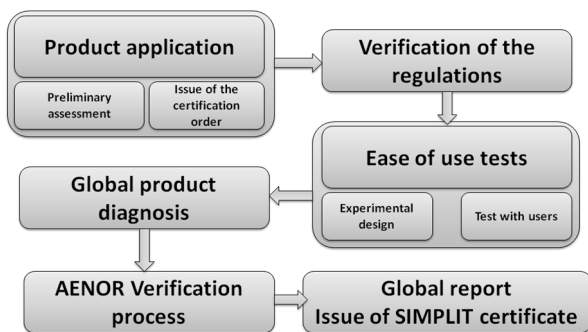 Product application
Preliminary
assessment
Issue of the
certification
order
Verification of the
regulations
Ease of use tests
Experimental
design
Test with users
Global product
diagnosis
AENOR Verification
process
Global report
Issue of SIMPLIT certificate